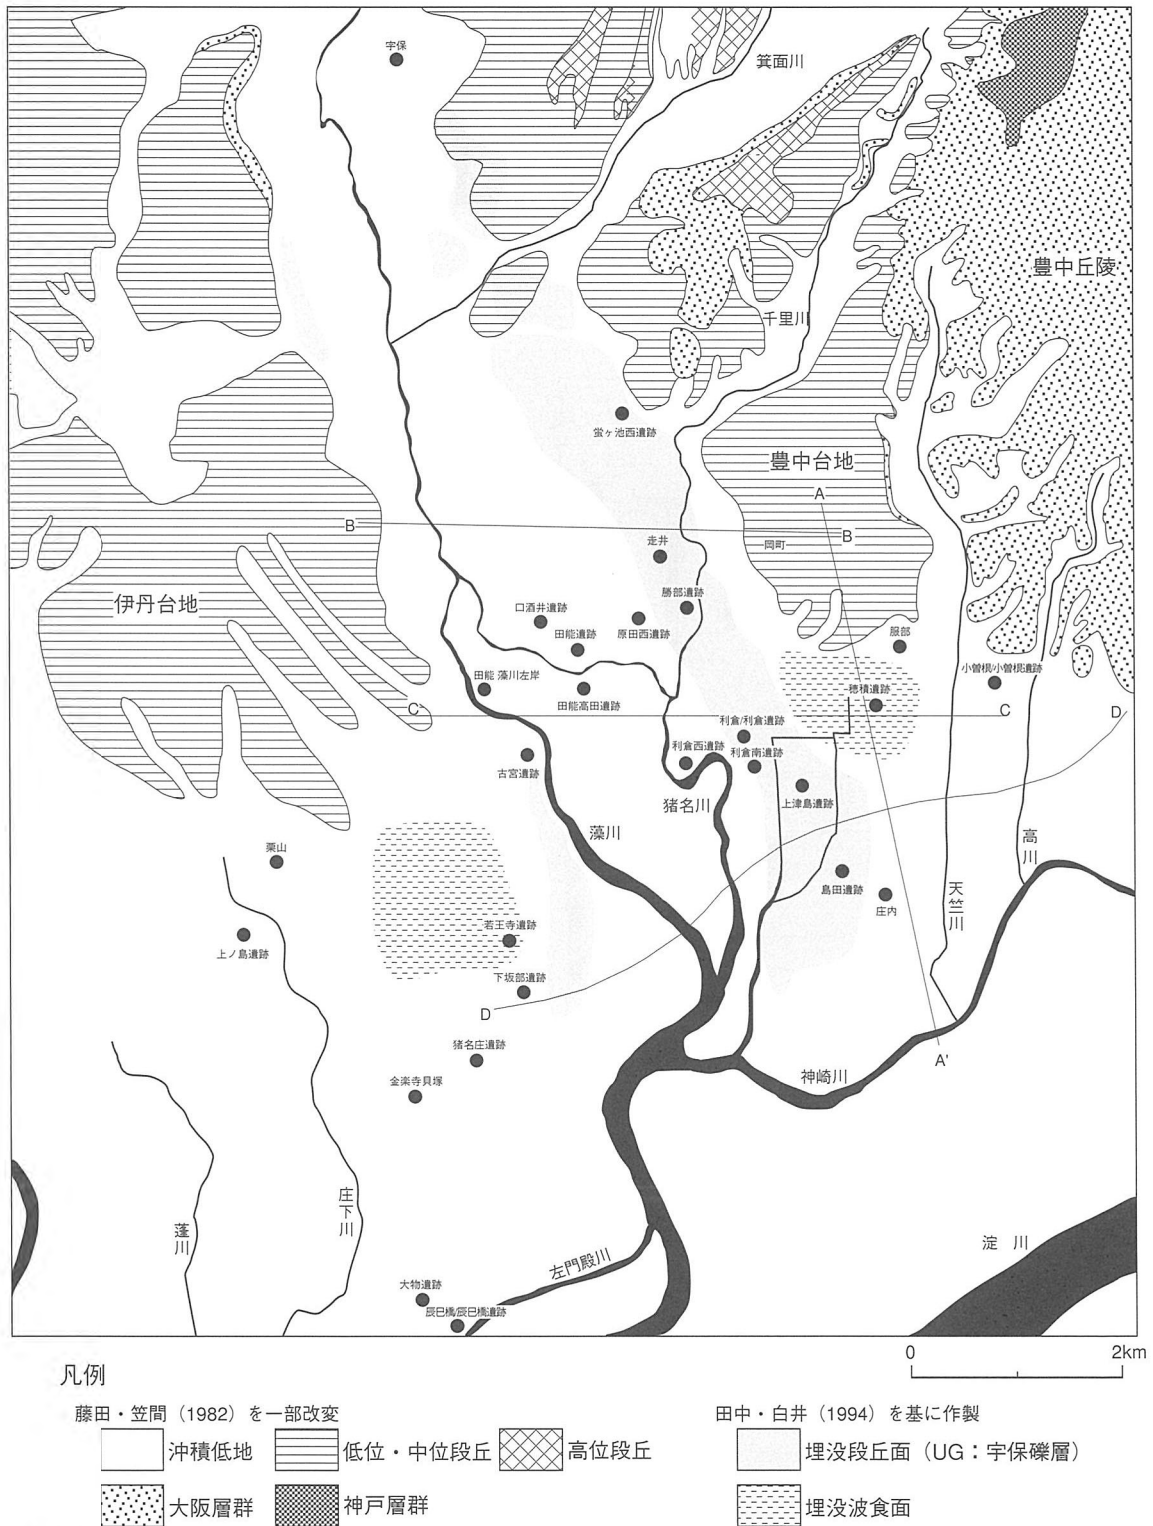 宇保
箕面川
豊中丘陵
千里川
蛍ヶ池西遺跡
豊中台地
A
B
B
岡町
走井
勝部遺跡
伊丹台地
口酒井遺跡
田能遺跡
原田西遺跡
服部
小曽根/小曽根遺跡
田能 藻川左岸
田能高田遺跡
穂積遺跡
C
C
D
利倉/利倉遺跡
利倉西遺跡
利倉南遺跡
古宮遺跡
猪名川
上津島遺跡
藻川
高川
栗山
島田遺跡
庄内
天竺川
若王寺遺跡
上ノ島遺跡
下坂部遺跡
D
猪名庄遺跡
A'
金楽寺貝塚
神崎川
庄下川
蓬川
淀 川
左門殿川
大物遺跡
辰巳橋/辰巳橋遺跡
0 2km
凡例
藤田・笠間（1982）を一部改変
田中・白井（1994）を基に作製
沖積低地
低位・中位段丘
高位段丘
埋没段丘面（UG：宇保礫層）
大阪層群
神戸層群
埋没波食面